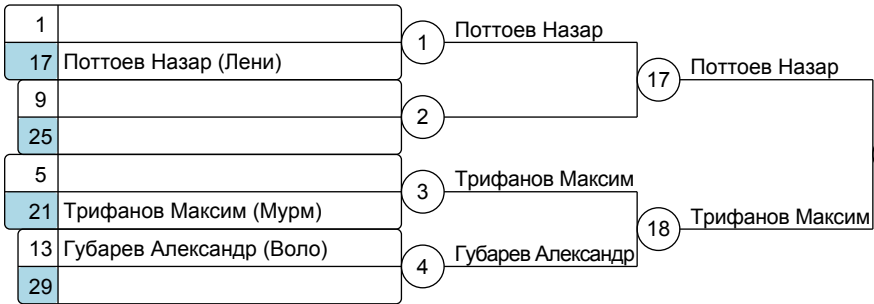 1
17 Поттоев Назар (Лени)
9
25
5
21 Трифанов Максим (Мурм)
13 Губарев Александр (Воло)
29
1
2
3
4
Поттоев Назар
Трифанов Максим
Губарев Александр
17
18
Поттоев Назар
Трифанов Максим